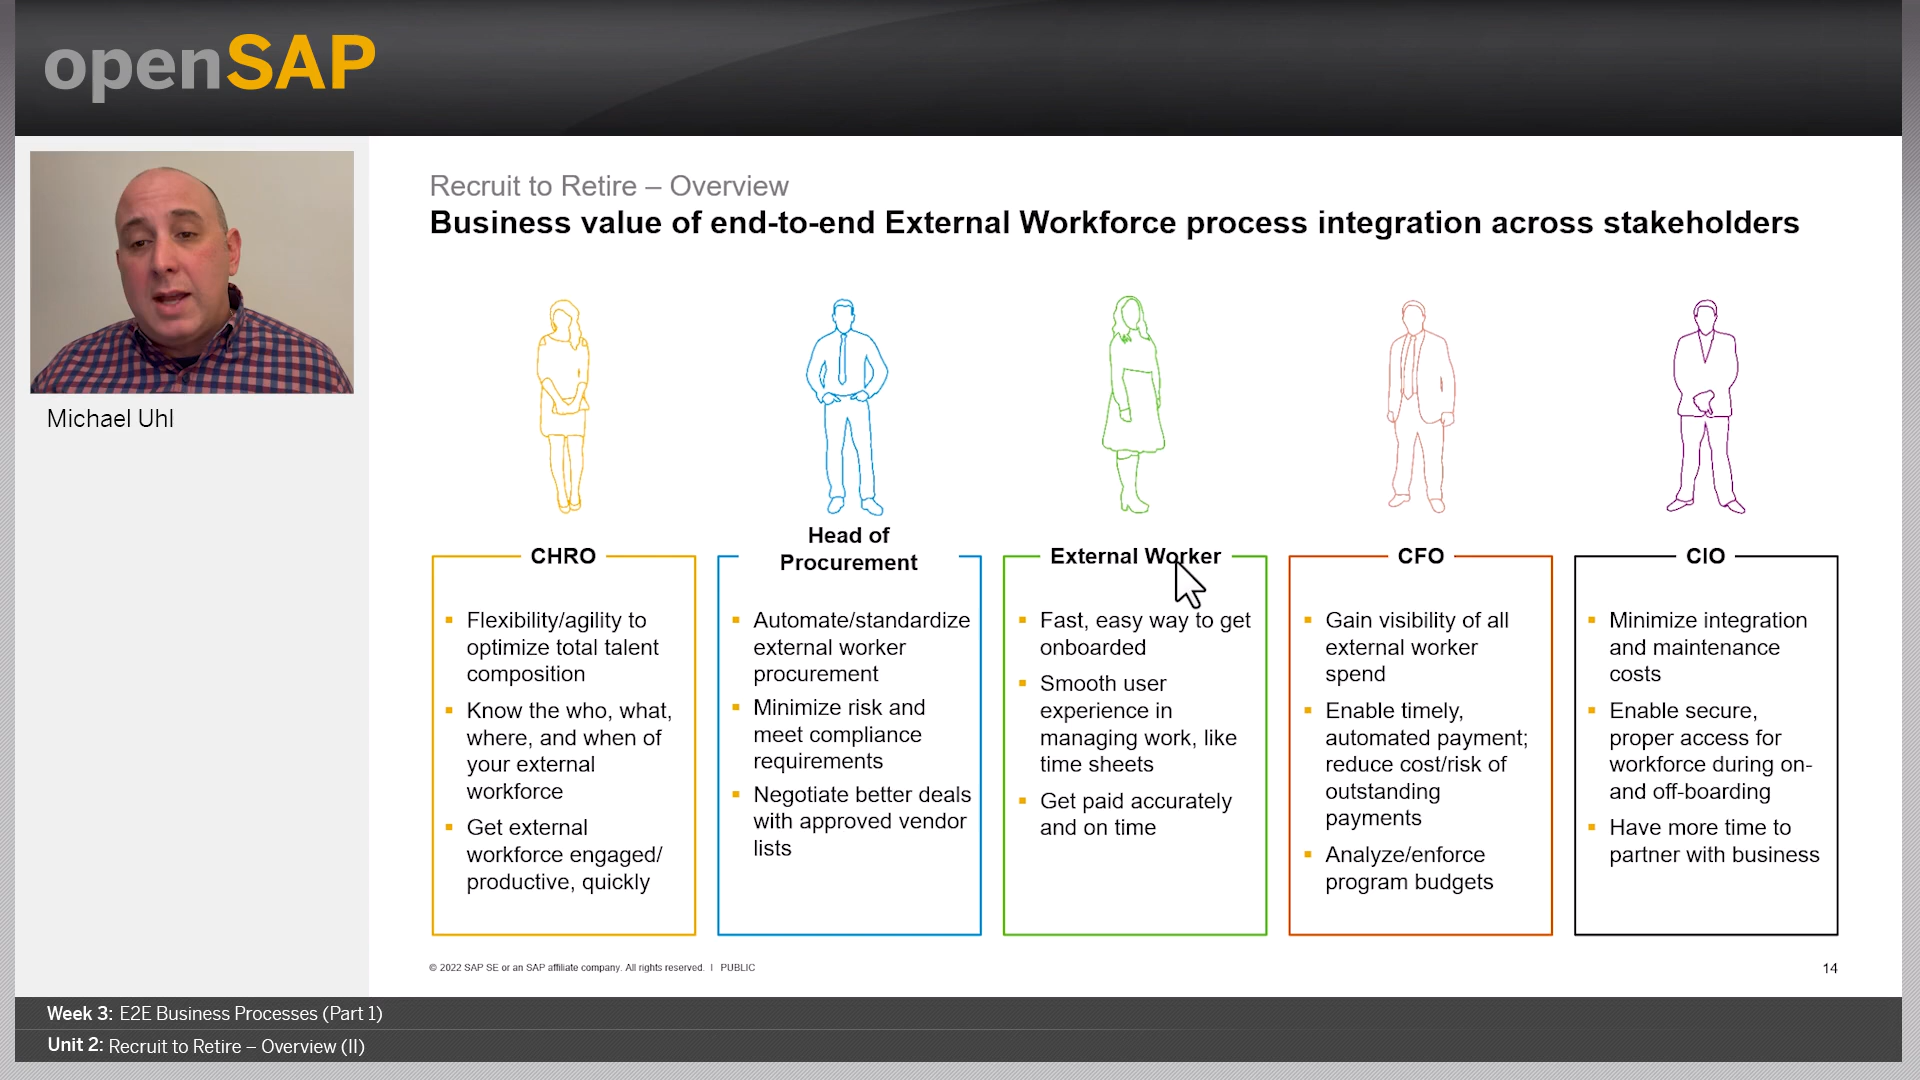 openSAP
Michael Uhl
Recruit to Retire – Overview
Business value of end-to-end External Workforce process integration across stakeholders
CHRO
▪ Flexibility/agility to
optimize total talent
composition
▪ Know the who, what,
where, and when of
your external
workforce
▪ Get external
workforce engaged/
productive, quickly
Head of
Procurement
▪ Automate/standardize
external worker
procurement
▪ Minimize risk and
meet compliance
requirements
▪ Negotiate better deals
with approved vendor
lists
External Worker
▪ Fast, easy way to get
onboarded
▪ Smooth user
experience in
managing work, like
time sheets
▪ Get paid accurately
and on time
CFO
▪ Gain visibility of all
external worker
spend
▪ Enable timely,
automated payment;
reduce cost/risk of
outstanding
payments
▪ Analyze/enforce
program budgets
CIO
▪ Minimize integration
and maintenance
costs
▪ Enable secure,
proper access for
workforce during on-
and off-boarding
▪ Have more time to
partner with business
© 2022 SAP SE or an SAP affiliate company. All rights reserved. | PUBLIC
14
Week 3: E2E Business Processes (Part 1)
Unit 2: Recruit to Retire – Overview (II)